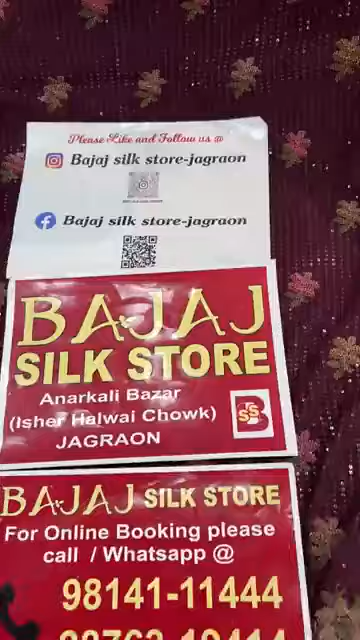 Please Like and Follow us @
Bajaj silk store-jagraon
Bajaj silk store-jagraon
BAJAJ
SILK STORE
Anarkali Bazar
(Isher Halwai Chowk)
JAGRAON
BSS
BAJAJ SILK STORE
For Online Booking please
call / Whatsapp @
98141-11444